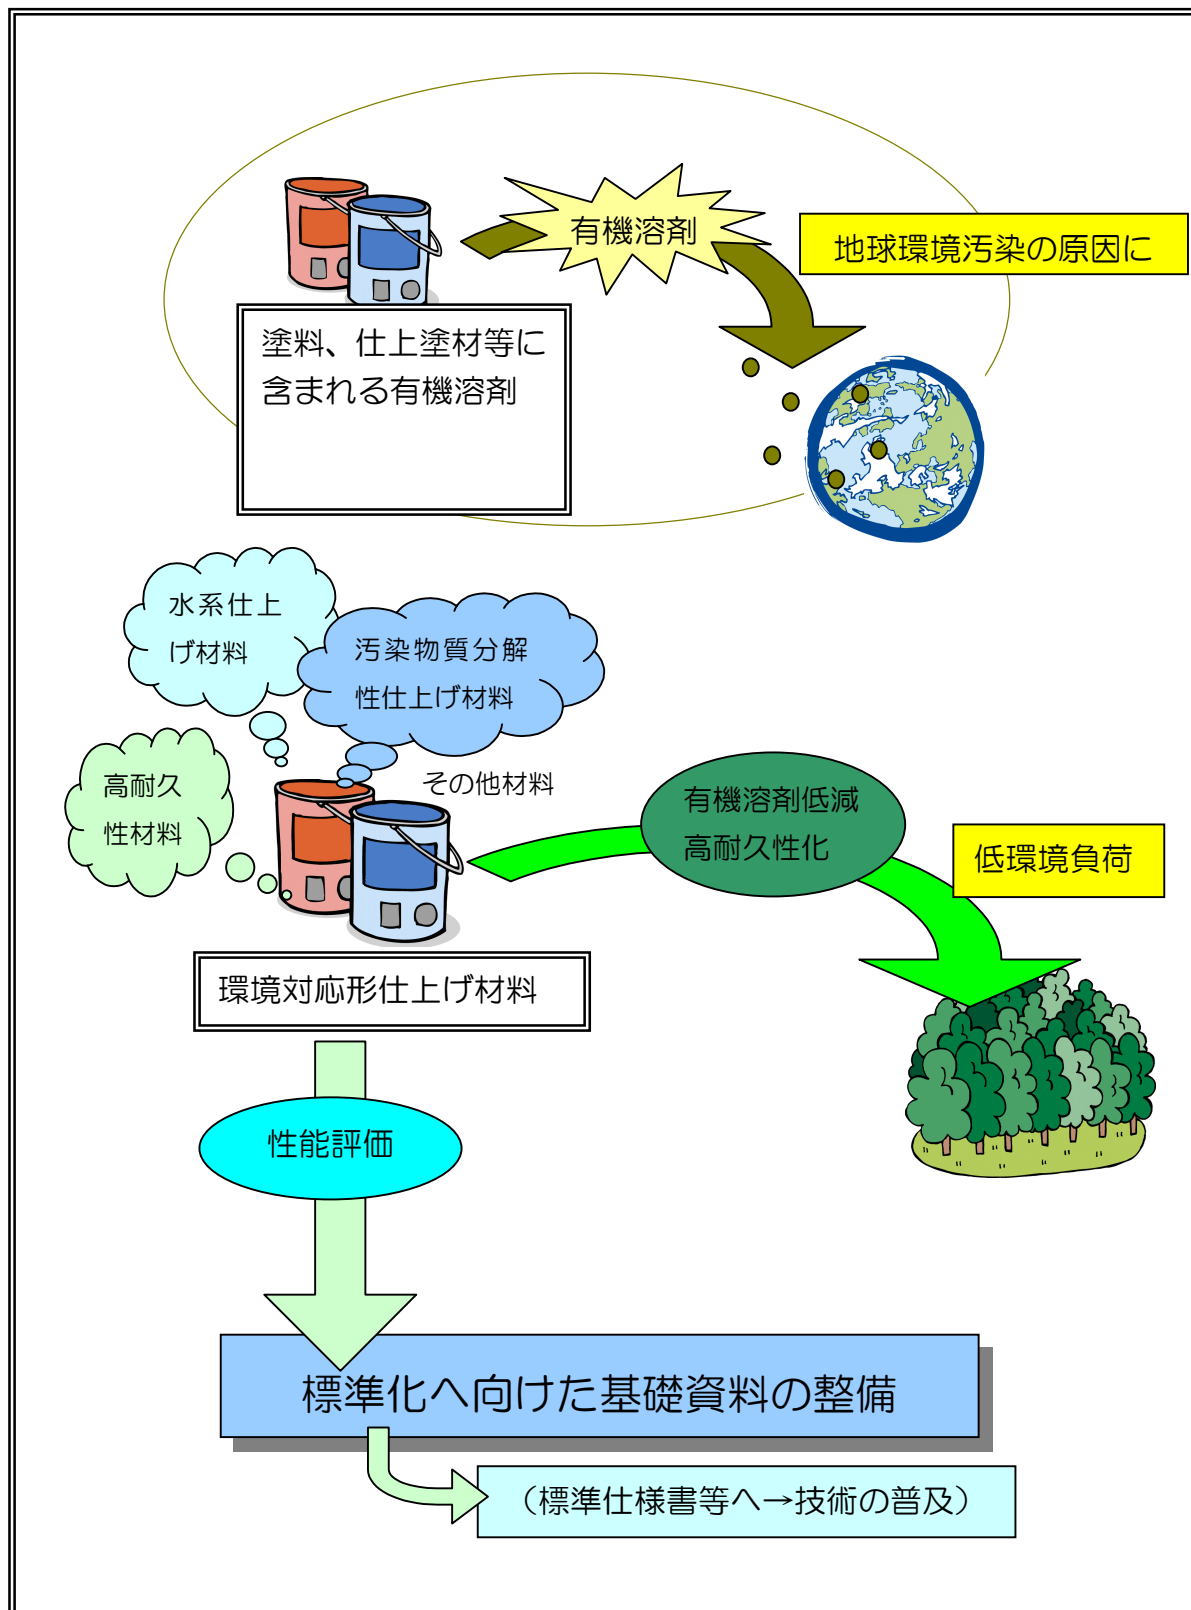 有機溶剤
地球環境汚染の原因に
塗料、仕上塗材等に
含まれる有機溶剤
水系仕上
げ材料
汚染物質分解
性仕上げ材料
高耐久
性材料
その他材料
有機溶剤低減
高耐久性化
低環境負荷
環境対応形仕上げ材料
性能評価
標準化へ向けた基礎資料の整備
（標準仕様書等へ→技術の普及）